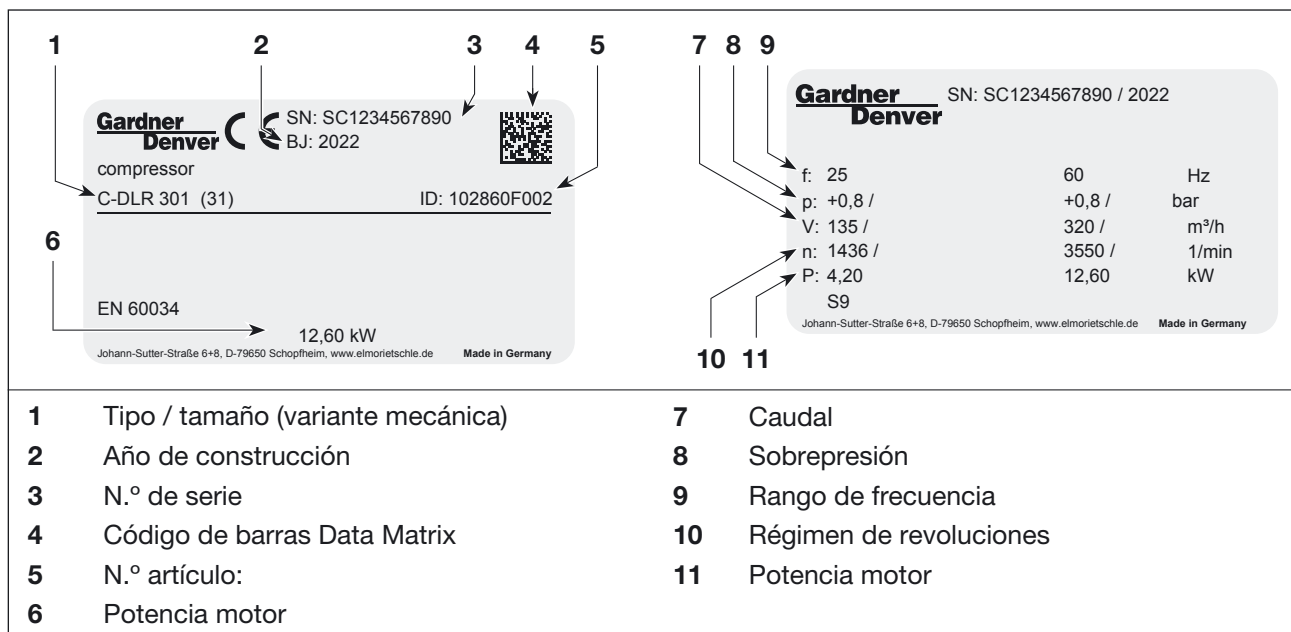 1 2 3 4 5
Gardner
Denver
CE
SN: SC1234567890
BJ: 2022
compressor
C-DLR 301 (31) ID: 102860F002
6
EN 60034
12,60 kW
Johann-Sutter-Straße 6+8, D-79650 Schopfheim, www.elmorietschle.de Made in Germany
7 8 9
Gardner
Denver
SN: SC1234567890 / 2022
f: 25 60 Hz
p: +0,8 / +0,8 / bar
V: 135 / 320 / m³/h
n: 1436 / 3550 / 1/min
P: 4,20 12,60 kW
S9
Johann-Sutter-Straße 6+8, D-79650 Schopfheim, www.elmorietschle.de Made in Germany
10 11
1 Tipo / tamaño (variante mecánica)
2 Año de construcción
3 N.º de serie
4 Código de barras Data Matrix
5 N.º artículo:
6 Potencia motor
7 Caudal
8 Sobrepresión
9 Rango de frecuencia
10 Régimen de revoluciones
11 Potencia motor